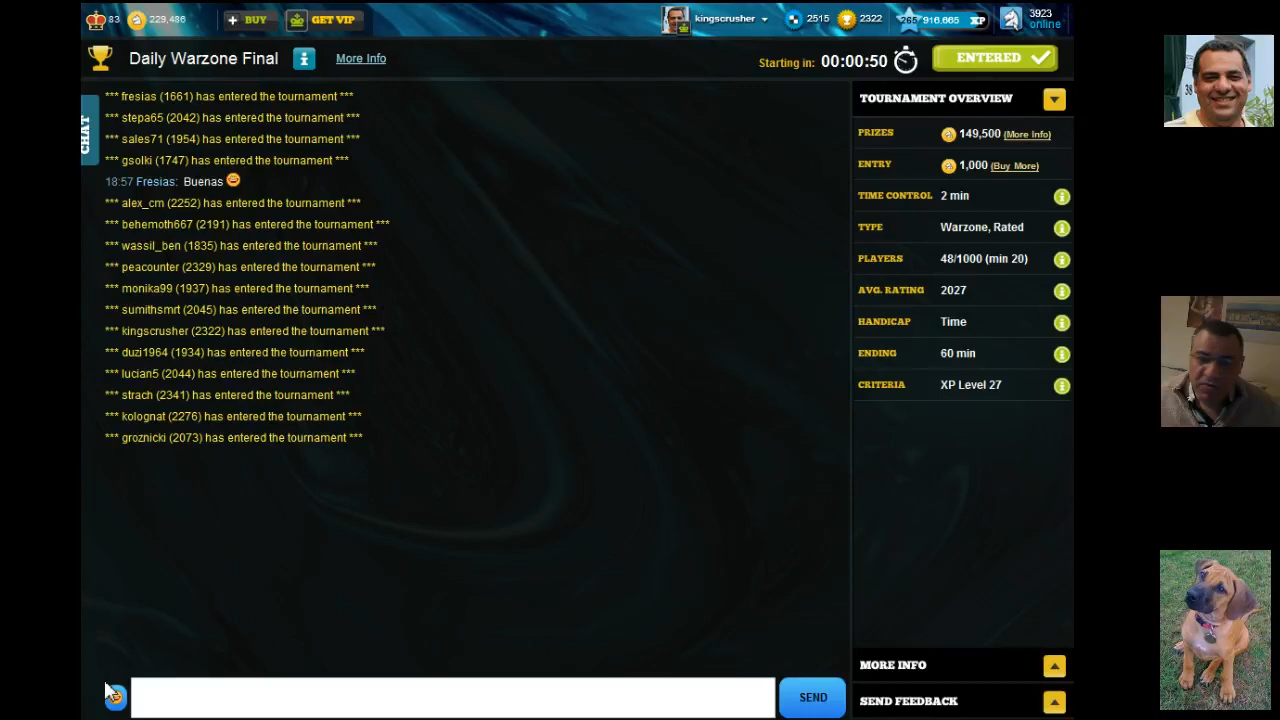 83 229,486 + BUY GET VIP kingscrusher 2515 2322 265 916.665 XP 3923 online
Daily Warzone Final i More Info Starting in: 00:00:50 ENTERED
CHAT
*** fresias (1661) has entered the tournament ***
*** stepa65 (2042) has entered the tournament ***
*** sales71 (1954) has entered the tournament ***
*** gsolki (1747) has entered the tournament ***
18:57 Fresias: Buenas
*** alex_cm (2252) has entered the tournament ***
*** behemoth667 (2191) has entered the tournament ***
*** wassil_ben (1835) has entered the tournament ***
*** peacounter (2329) has entered the tournament ***
*** monika99 (1937) has entered the tournament ***
*** sumithsmrt (2045) has entered the tournament ***
*** kingscrusher (2322) has entered the tournament ***
*** duzi1964 (1934) has entered the tournament ***
*** lucian5 (2044) has entered the tournament ***
*** strach (2341) has entered the tournament ***
*** kolognat (2276) has entered the tournament ***
*** groznicki (2073) has entered the tournament ***
SEND
TOURNAMENT OVERVIEW
PRIZES 149,500 (More Info)
ENTRY 1,000 (Buy More)
TIME CONTROL 2 min
TYPE Warzone, Rated
PLAYERS 48/1000 (min 20)
AVG. RATING 2027
HANDICAP Time
ENDING 60 min
CRITERIA XP Level 27
MORE INFO
SEND FEEDBACK
38